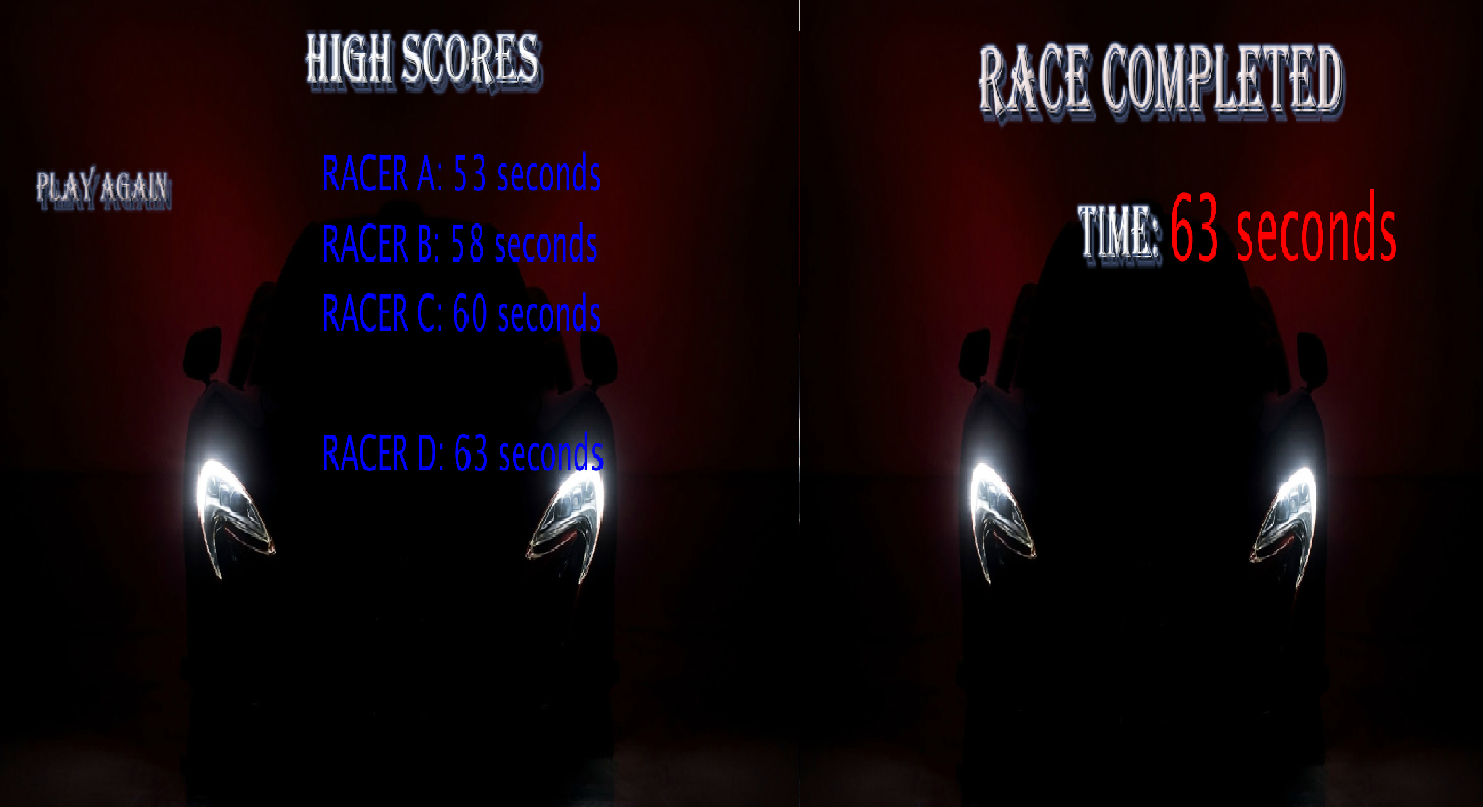 HIGH SCORES
PLAY AGAIN
RACER A: 53 seconds
RACER B: 58 seconds
RACER C: 60 seconds
RACER D: 63 seconds
RACE COMPLETED
TIME: 63 seconds